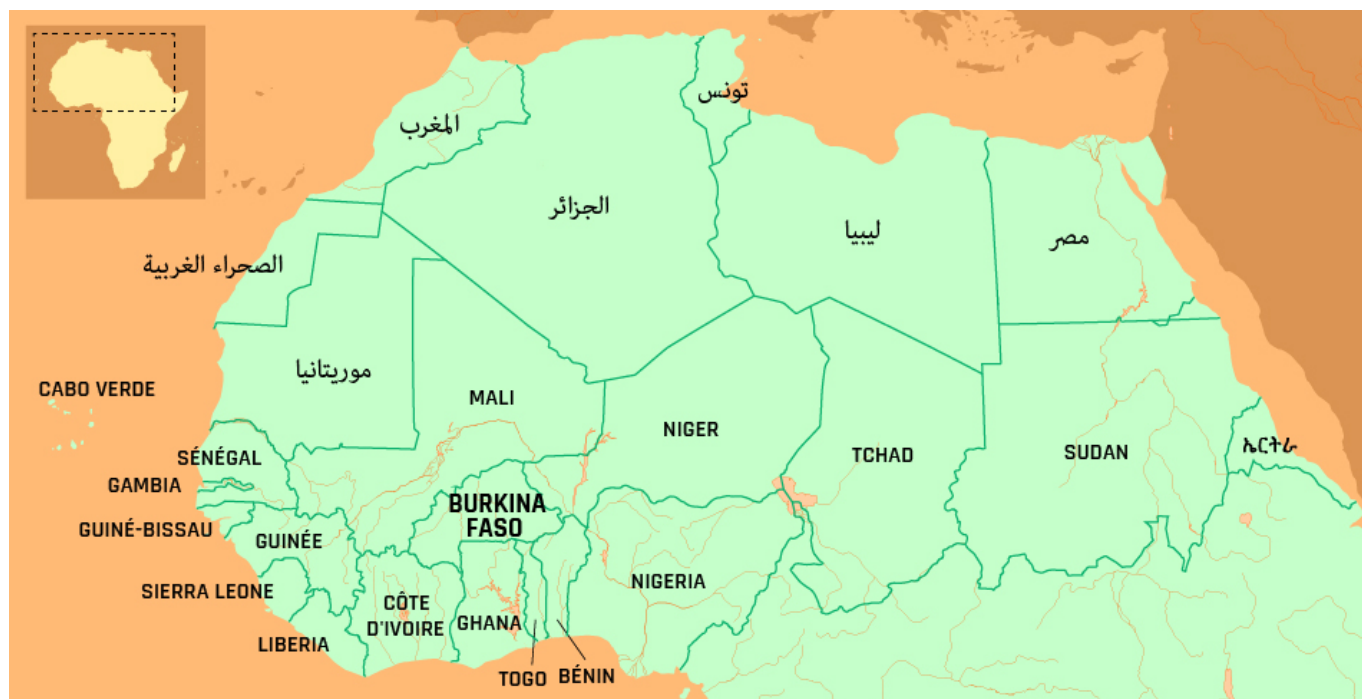 تونس
المغرب
الجزائر
ليبيا
مصر
الصحراء الغربية
موريتانيا
CABO VERDE
MALI
NIGER
TCHAD
SUDAN
ኤርትራ
SÉNÉGAL
GAMBIA
BURKINA
FASO
GUINÉ-BISSAU
GUINÉE
NIGERIA
SIERRA LEONE
CÔTE
D'IVOIRE
GHANA
LIBERIA
TOGO
BÉNIN